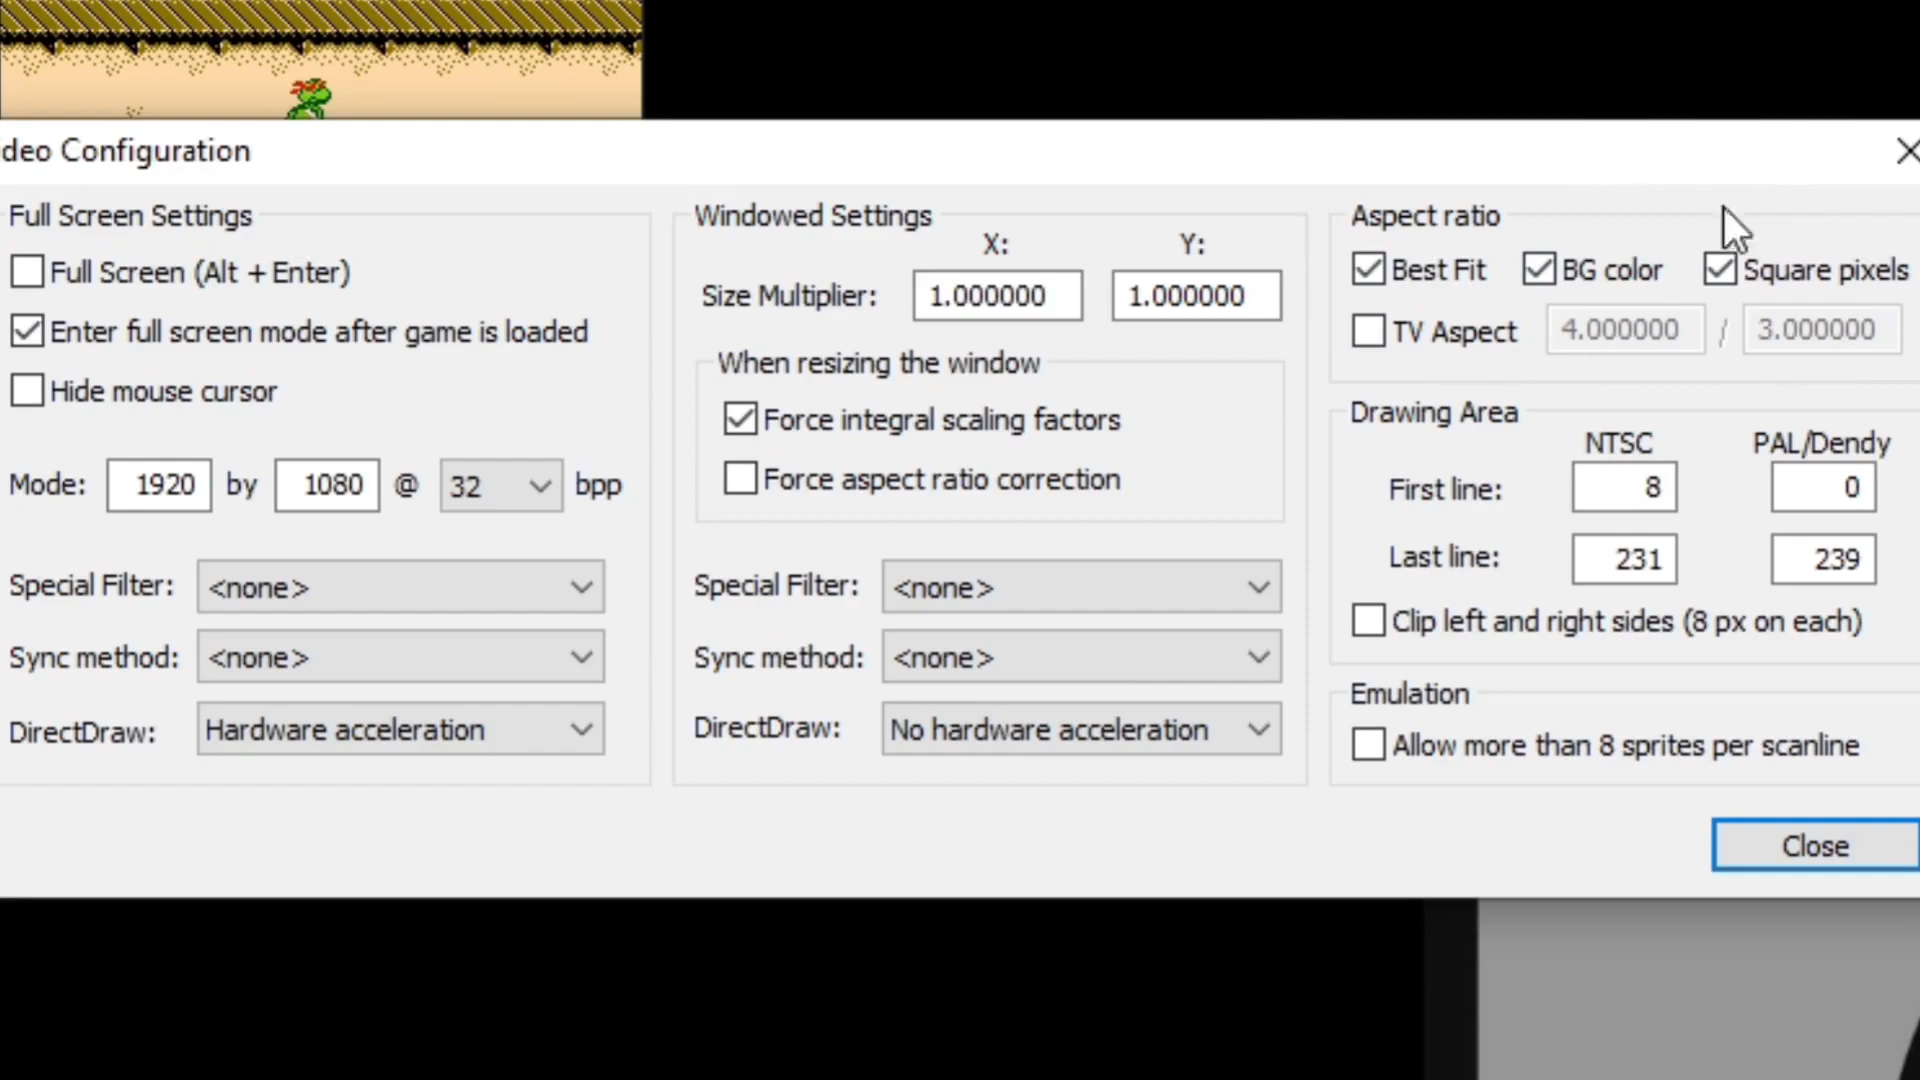 ideo Configuration
Full Screen Settings
Full Screen (Alt + Enter)
Enter full screen mode after game is loaded
Hide mouse cursor
Mode: 1920 by 1080 @ 32 bpp
Special Filter: <none>
Sync method: <none>
DirectDraw: Hardware acceleration
Windowed Settings
X: Y:
Size Multiplier: 1.000000 1.000000
When resizing the window
Force integral scaling factors
Force aspect ratio correction
Special Filter: <none>
Sync method: <none>
DirectDraw: No hardware acceleration
Aspect ratio
Best Fit BG color Square pixels
TV Aspect 4.000000 / 3.000000
Drawing Area
NTSC PAL/Dendy
First line: 8 0
Last line: 231 239
Clip left and right sides (8 px on each)
Emulation
Allow more than 8 sprites per scanline
Close